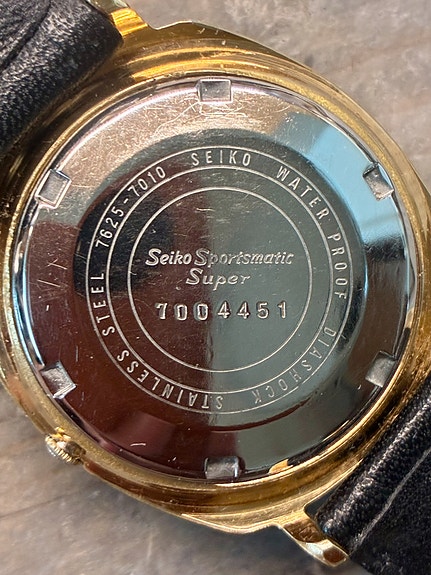 SEIKO WATER PROOF DIASHOCK STAINLESS STEEL 7625-7010
Seiko Sportsmatic
Super
7004451